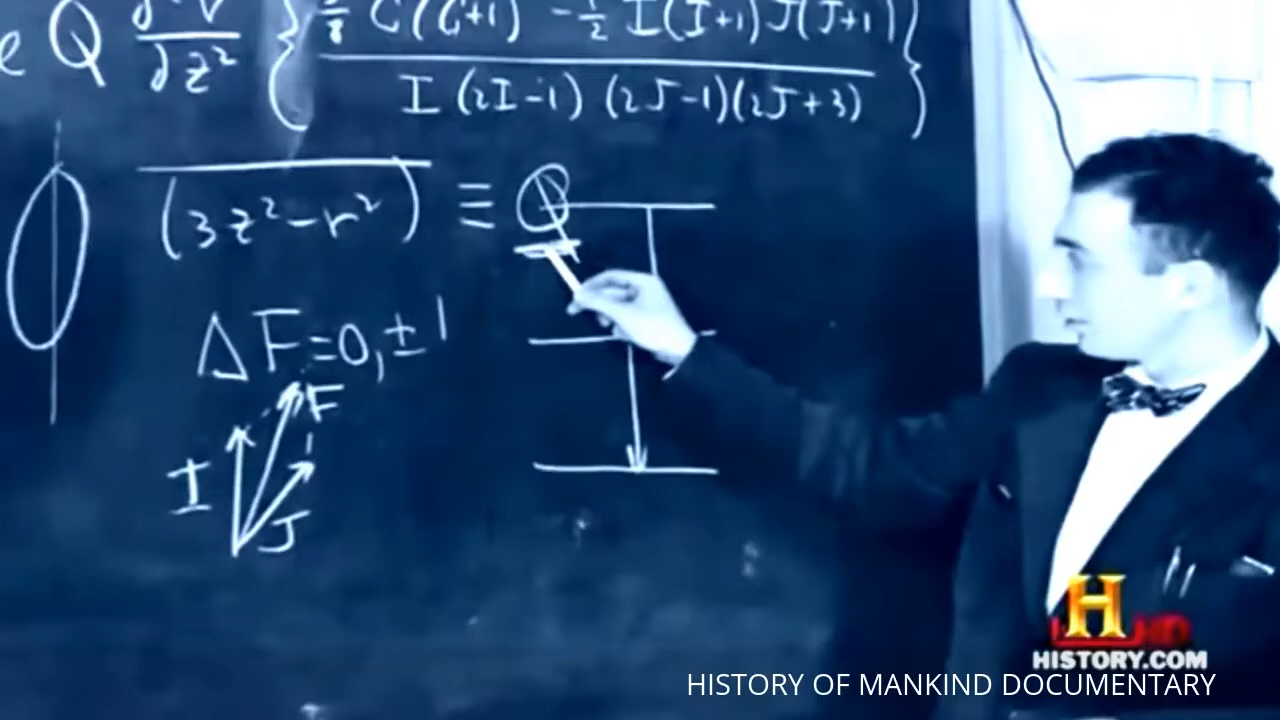 e Q ∂²V/∂z² { (3/8 C(C+1) - 1/2 I(I+1)J(J+1)) / (I(2I-1)(2J-1)(2J+3)) }
(3z²-r²) ≡ Q
ΔF=0,±1
F
I
J
H HD
HISTORY.COM
HISTORY OF MANKIND DOCUMENTARY